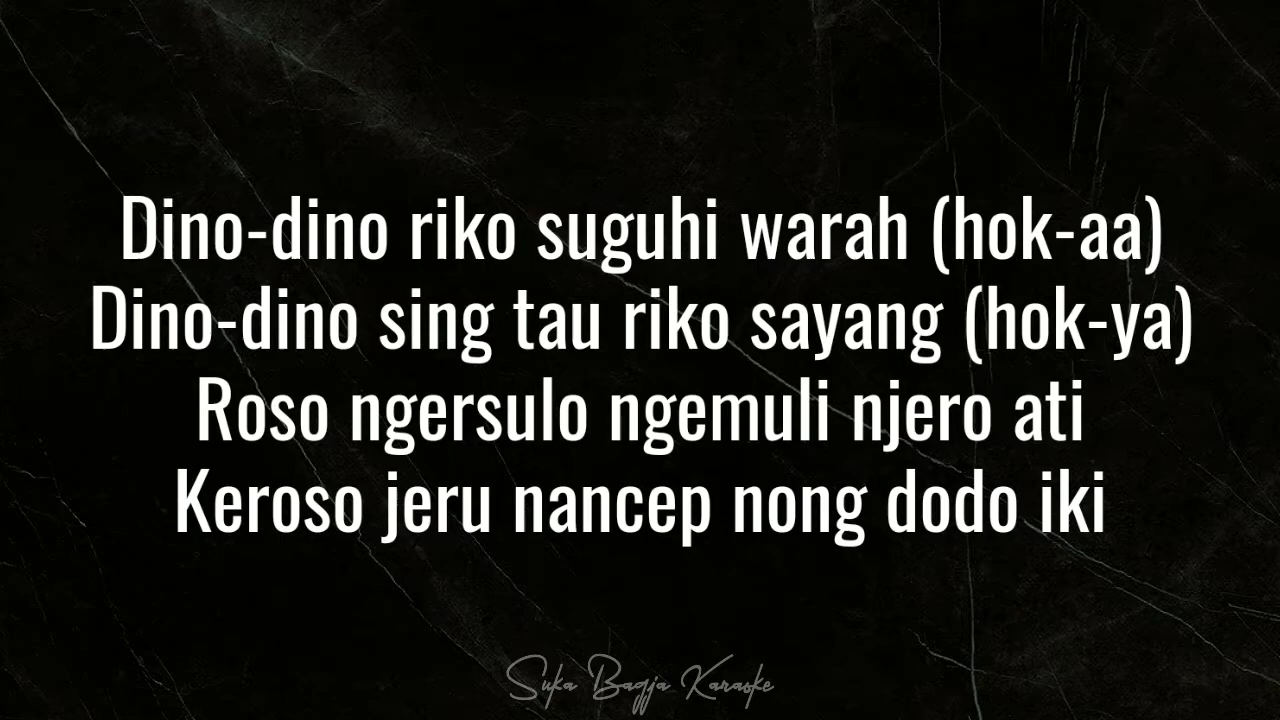 Dino-dino riko suguhi warah (hok-aa)
Dino-dino sing tau riko sayang (hok-ya)
Roso ngersulo ngemuli njero ati
Keroso jeru nancep nong dodo iki
Suka Bagja Karaoke